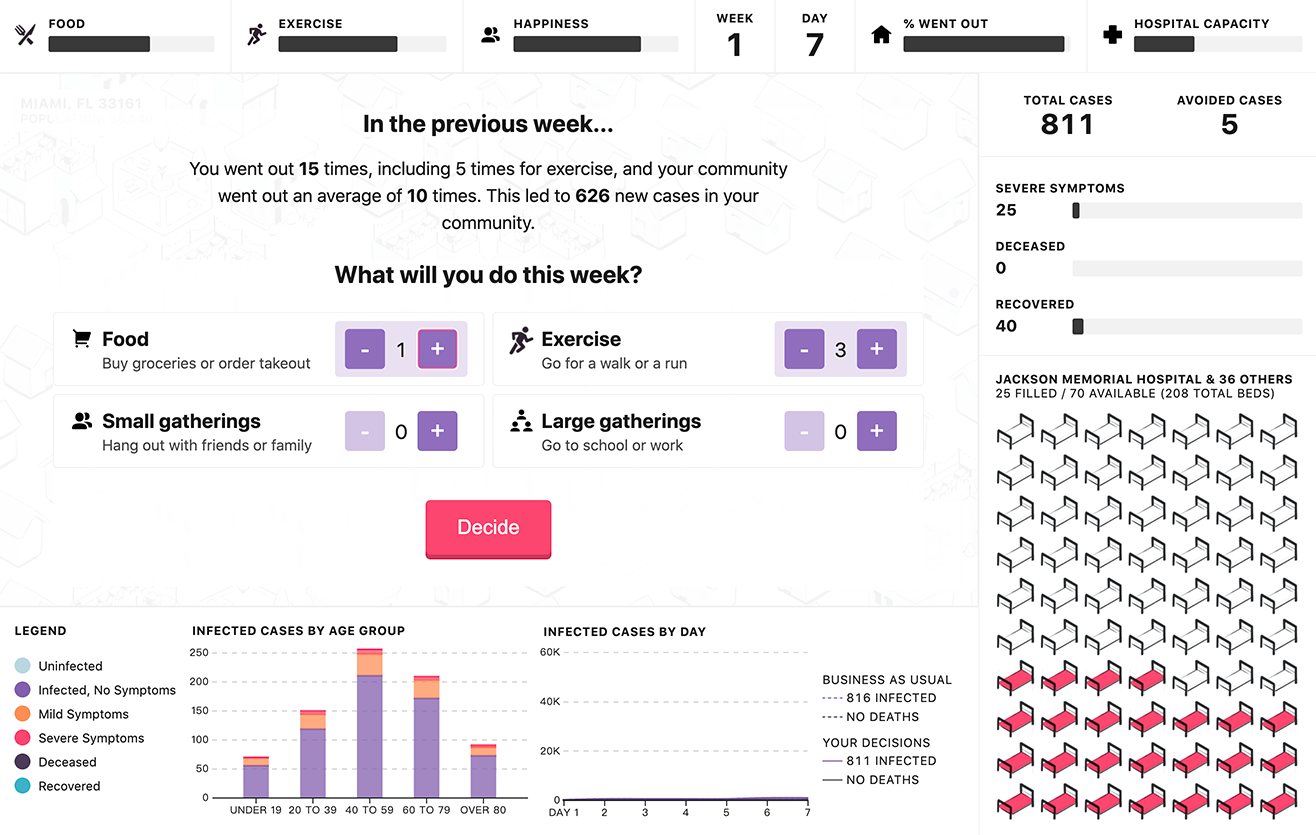 FOOD
EXERCISE
HAPPINESS
WEEK
1
DAY
7
% WENT OUT
HOSPITAL CAPACITY
MIAMI, FL 33161
In the previous week...
You went out 15 times, including 5 times for exercise, and your community
went out an average of 10 times. This led to 626 new cases in your
community.
What will you do this week?
Food
Buy groceries or order takeout
- 1 +
Exercise
Go for a walk or a run
- 3 +
Small gatherings
Hang out with friends or family
- 0 +
Large gatherings
Go to school or work
- 0 +
Decide
TOTAL CASES
811
AVOIDED CASES
5
SEVERE SYMPTOMS
25
DECEASED
0
RECOVERED
40
JACKSON MEMORIAL HOSPITAL & 36 OTHERS
25 FILLED / 70 AVAILABLE (208 TOTAL BEDS)
LEGEND
Uninfected
Infected, No Symptoms
Mild Symptoms
Severe Symptoms
Deceased
Recovered
INFECTED CASES BY AGE GROUP
250
200
150
100
50
0
UNDER 19 20 TO 39 40 TO 59 60 TO 79 OVER 80
INFECTED CASES BY DAY
60K
40K
20K
0
DAY 1 2 3 4 5 6 7
BUSINESS AS USUAL
816 INFECTED
NO DEATHS
YOUR DECISIONS
811 INFECTED
NO DEATHS